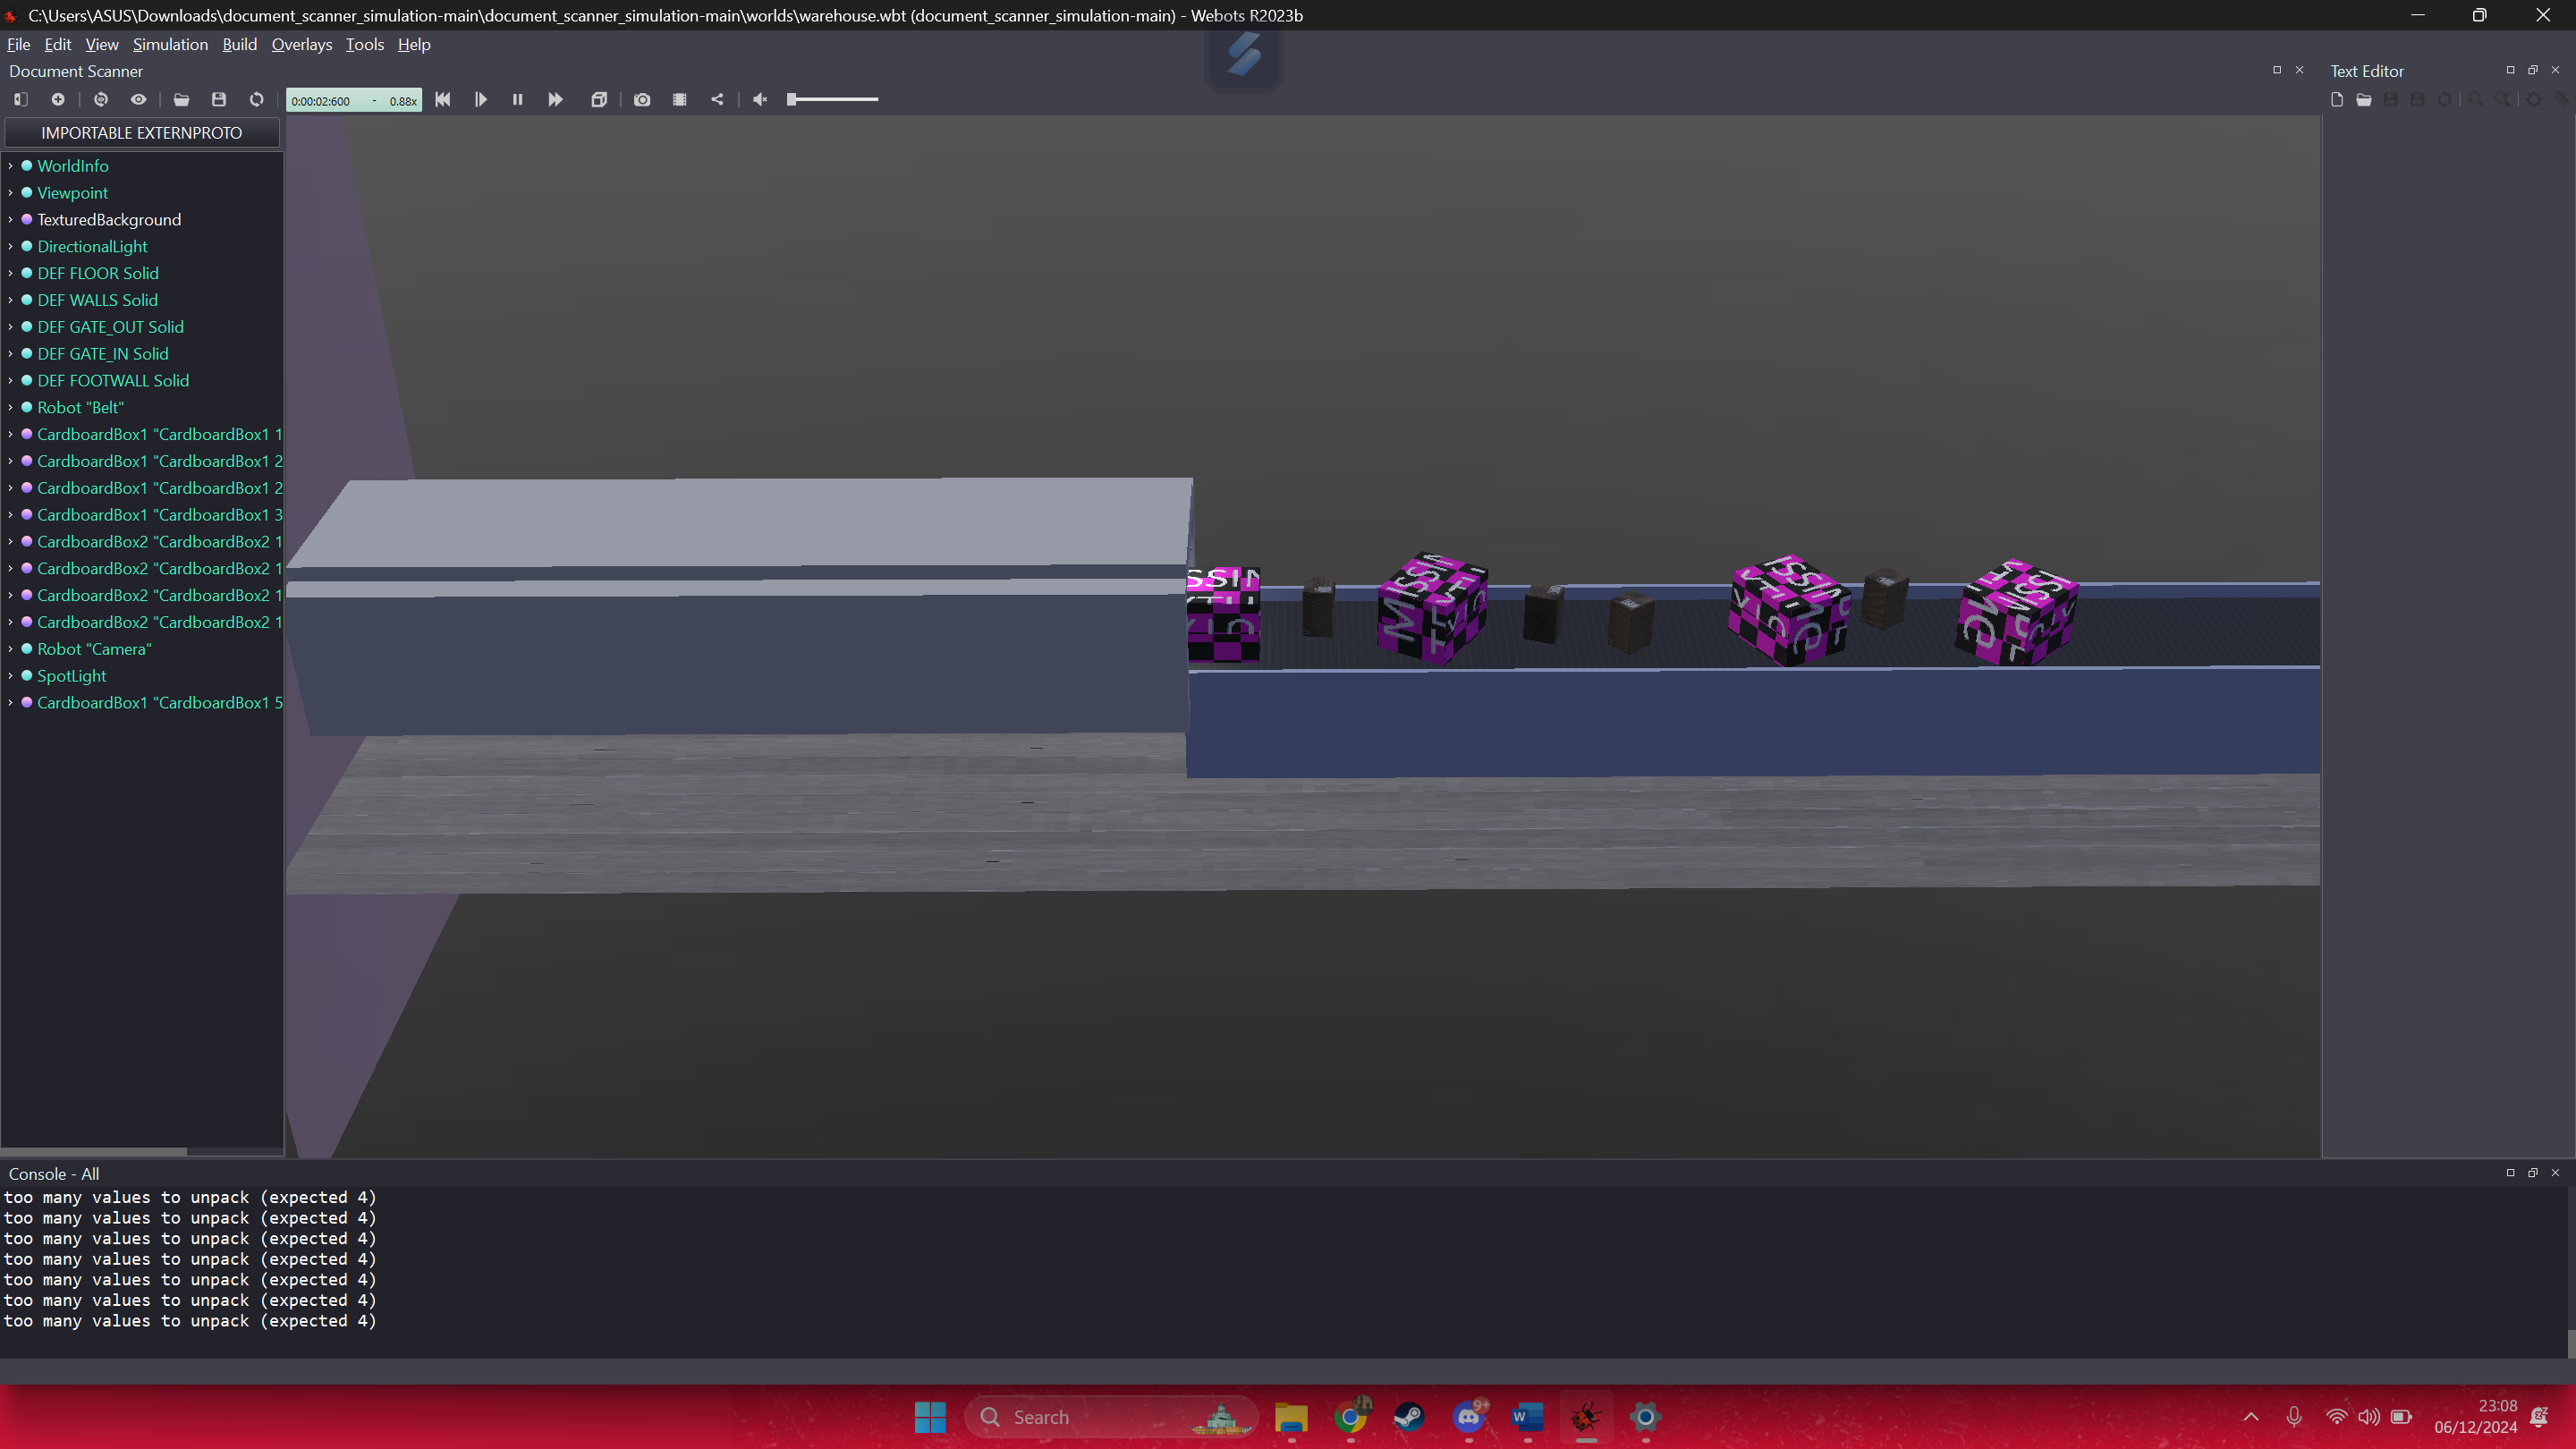 C:\Users\ASUS\Downloads\document_scanner_simulation-main\document_scanner_simulation-main\worlds\warehouse.wbt (document_scanner_simulation-main) - Webots R2023b
File Edit View Simulation Build Overlays Tools Help
Document Scanner
Text Editor
0:00:02:600 - 0.88x
IMPORTABLE EXTERNPROTO
WorldInfo
Viewpoint
TexturedBackground
DirectionalLight
DEF FLOOR Solid
DEF WALLS Solid
DEF GATE_OUT Solid
DEF GATE_IN Solid
DEF FOOTWALL Solid
Robot "Belt"
CardboardBox1 "CardboardBox1 1
CardboardBox1 "CardboardBox1 2
CardboardBox1 "CardboardBox1 2
CardboardBox1 "CardboardBox1 3
CardboardBox2 "CardboardBox2 1
CardboardBox2 "CardboardBox2 1
CardboardBox2 "CardboardBox2 1
CardboardBox2 "CardboardBox2 1
Robot "Camera"
SpotLight
CardboardBox1 "CardboardBox1 5
Console - All
too many values to unpack (expected 4)
too many values to unpack (expected 4)
too many values to unpack (expected 4)
too many values to unpack (expected 4)
too many values to unpack (expected 4)
too many values to unpack (expected 4)
too many values to unpack (expected 4)
Search
9+
23:08
06/12/2024